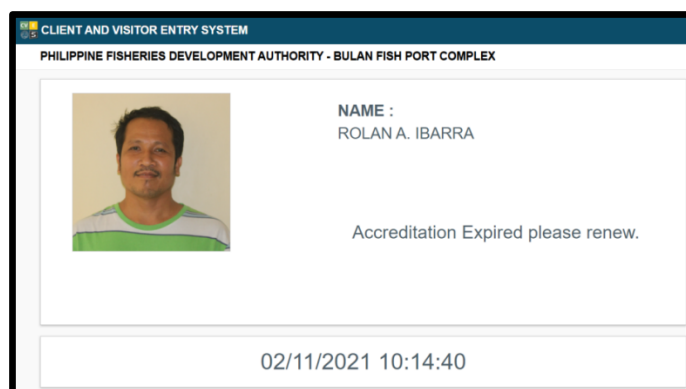 CLIENT AND VISITOR ENTRY SYSTEM
PHILIPPINE FISHERIES DEVELOPMENT AUTHORITY - BULAN FISH PORT COMPLEX
NAME :
ROLAN A. IBARRA
Accreditation Expired please renew.
02/11/2021 10:14:40